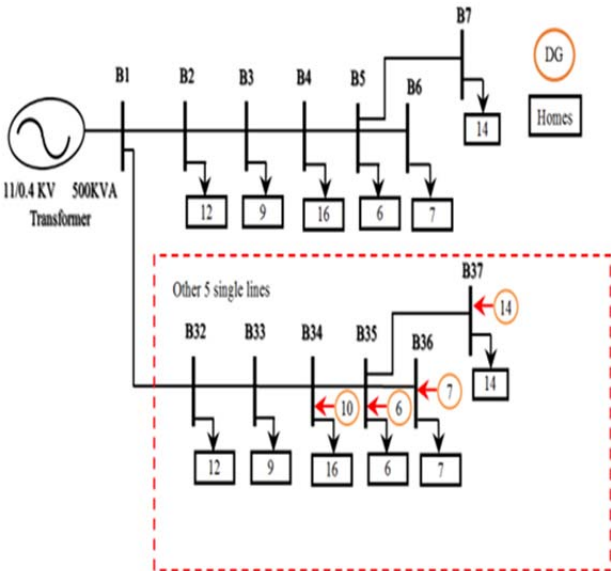 B7
DG
B1
B2
B3
B4
B5
B6
Homes
14
11/0.4 KV 500KVA
Transformer
12
9
16
6
7
Other 5 single lines
B37
14
B32
B33
B34
B35
B36
7
10
6
14
12
9
16
6
7